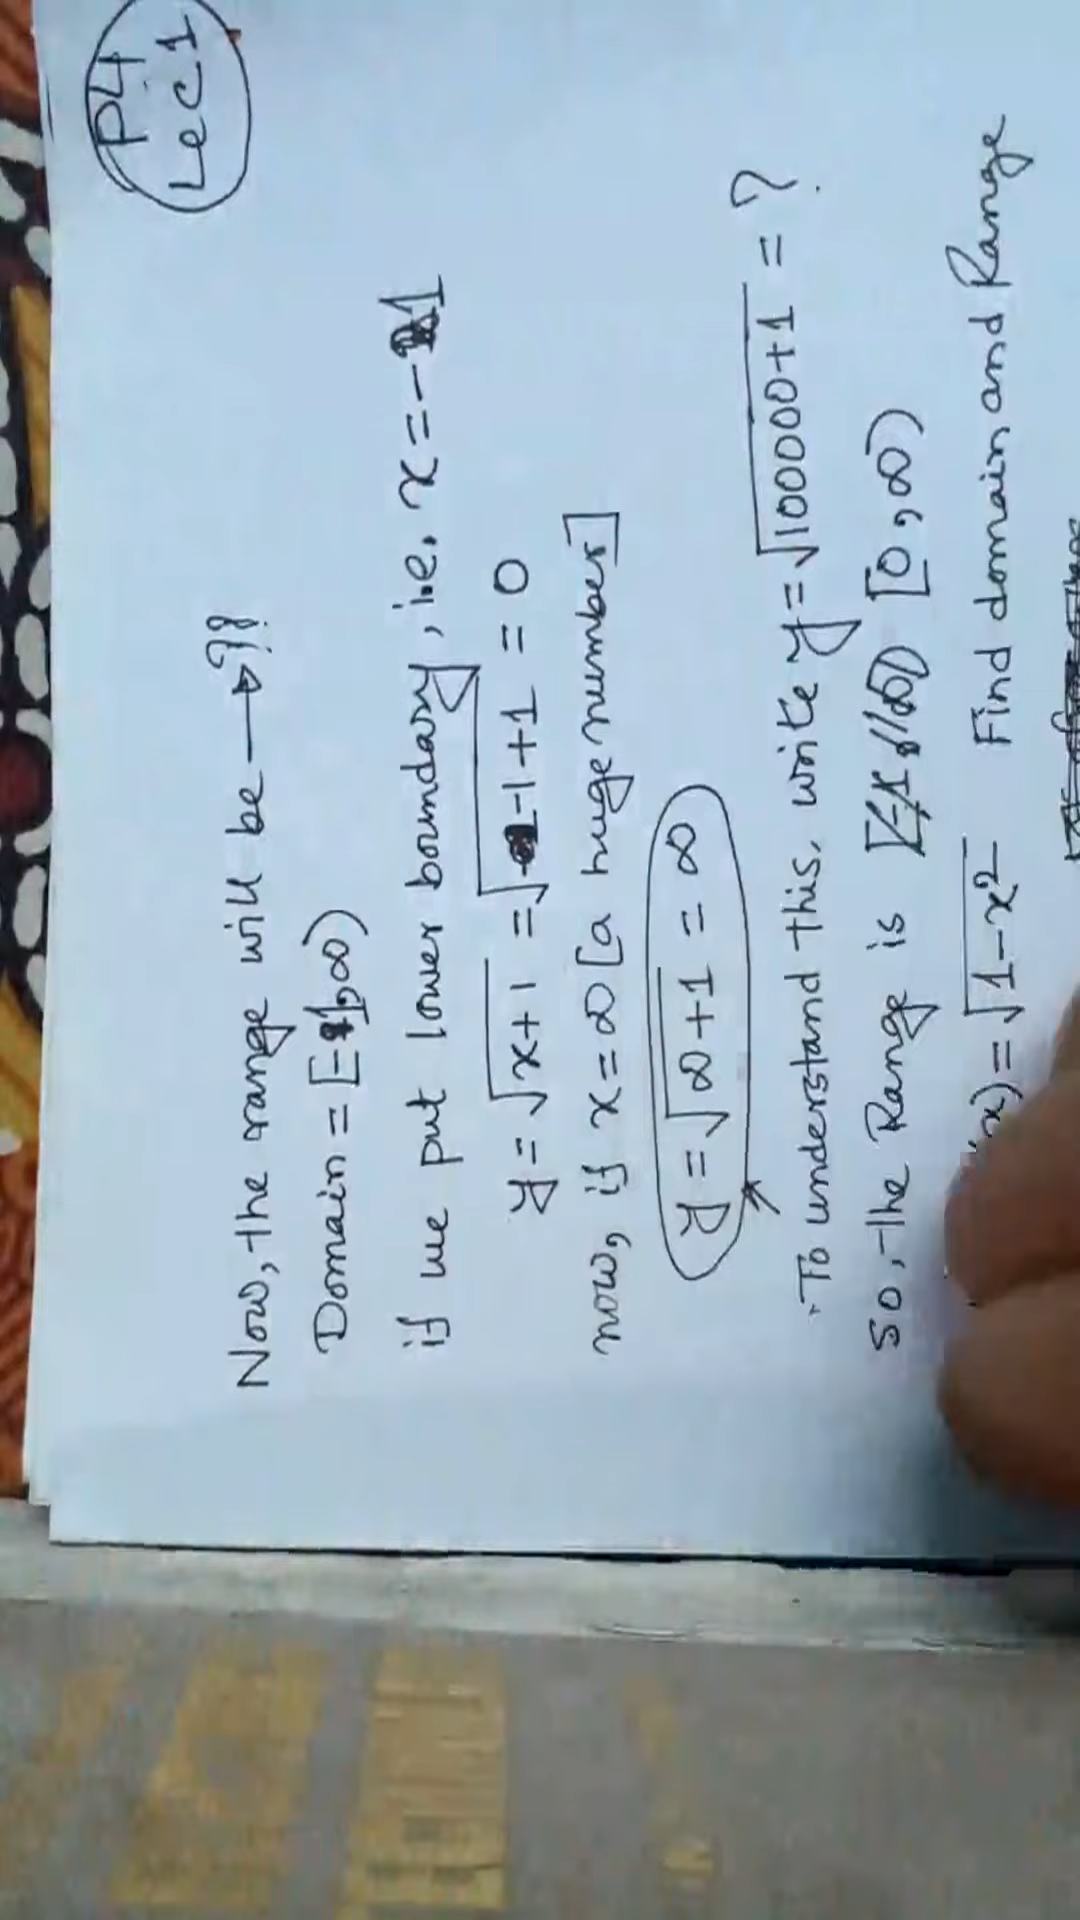 P4
Lec 1
Now, the range will be → ??
Domain = [-1, ∞)
if we put lower boundary, i.e. x = -1
y = √x+1 = √-1+1 = 0
now, if x = ∞ [a huge number]
y = √∞+1 = ∞
To understand this, write y = √100000+1 = ?
So, the Range is [0, ∞)
x) = √1-x² Find domain and Range